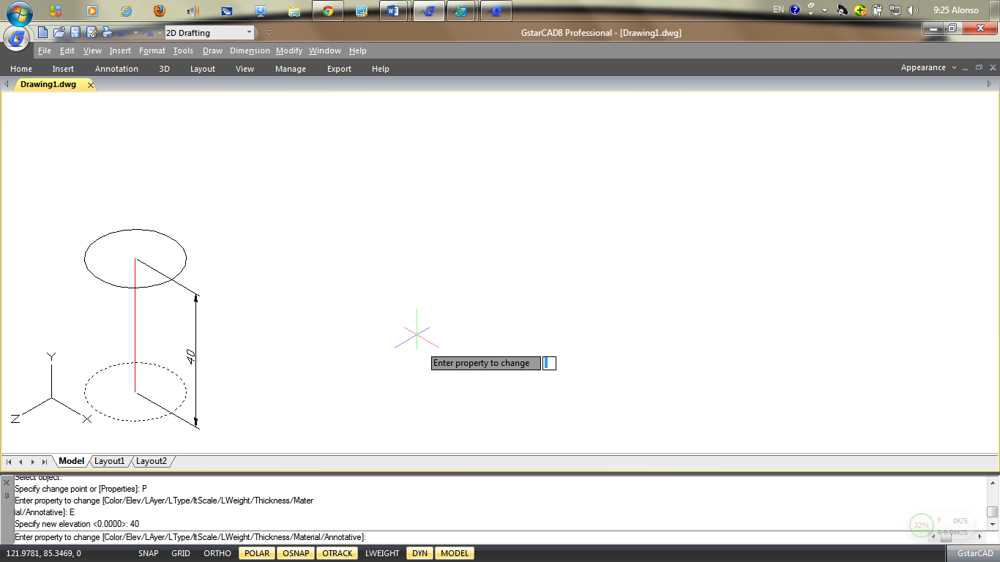 EN
9:25 Alonso
2D Drafting
GstarCAD8 Professional - [Drawing1.dwg]
File Edit View Insert Format Tools Draw Dimension Modify Window Help
Home Insert Annotation 3D Layout View Manage Export Help
Appearance
Drawing1.dwg
40
Y
Z
X
Enter property to change
Model Layout1 Layout2
Select object:
Specify change point or [Properties]: P
Enter property to change [Color/Elev/LAyer/LType/ltScale/LWeight/Thickness/Mater
ial/Annotative]: E
Specify new elevation <0.0000>: 40
Enter property to change [Color/Elev/LAyer/LType/ltScale/LWeight/Thickness/Material/Annotative]:
32%
0K/S
0.04K/S
121.9781, 85.3469, 0
SNAP GRID ORTHO POLAR OSNAP OTRACK LWEIGHT DYN MODEL
GstarCAD